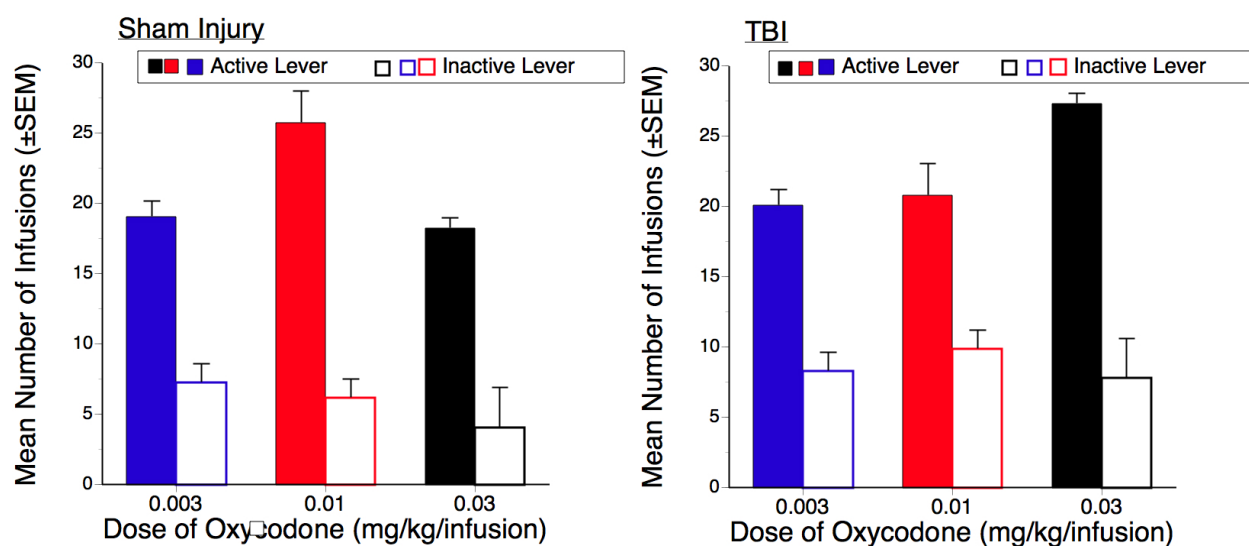 Sham Injury
Active Lever Inactive Lever
30
25
20
15
10
5
0
Mean Number of Infusions (±SEM)
0.003 0.01 0.03
Dose of Oxycodone (mg/kg/infusion)
TBI
Active Lever Inactive Lever
30
25
20
15
10
5
0
Mean Number of Infusions (±SEM)
0.003 0.01 0.03
Dose of Oxycodone (mg/kg/infusion)